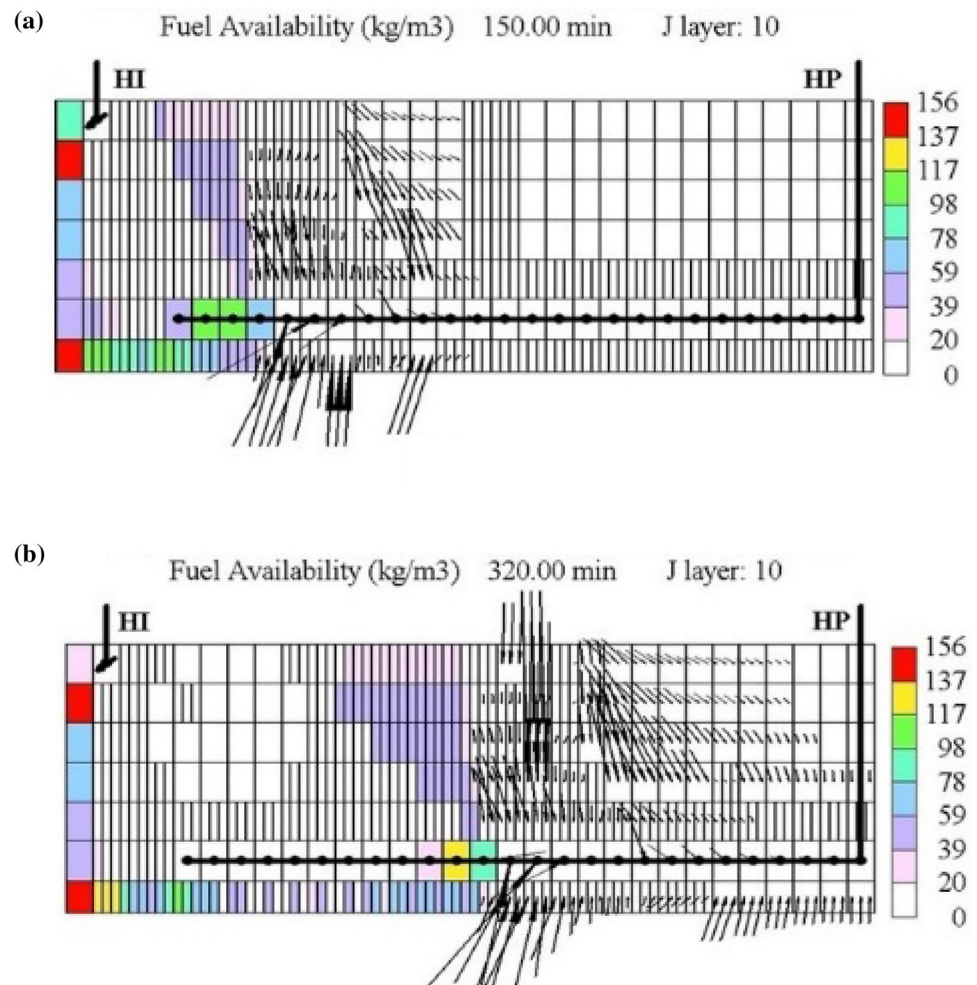 (a)
Fuel Availability (kg/m3) 150.00 min J layer: 10
HI
HP
156
137
117
98
78
59
39
20
0
(b)
Fuel Availability (kg/m3) 320.00 min J layer: 10
HI
HP
156
137
117
98
78
59
39
20
0